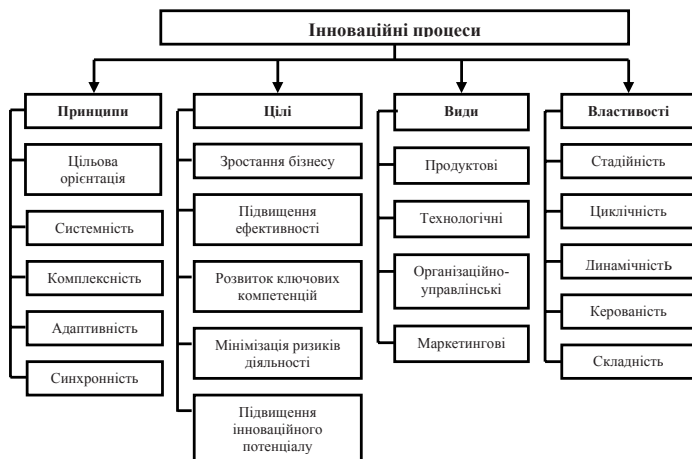 Інноваційні процеси
Принципи
Цільова
орієнтація
Системність
Комплексність
Адаптивність
Синхронність
Цілі
Зростання бізнесу
Підвищення
ефективності
Розвиток ключових
компетенцій
Мінімізація ризиків
діяльності
Підвищення
інноваційного
потенціалу
Види
Продуктові
Технологічні
Організаційно-
управлінські
Маркетингові
Властивості
Стадійність
Циклічність
Динамічність
Керованість
Складність